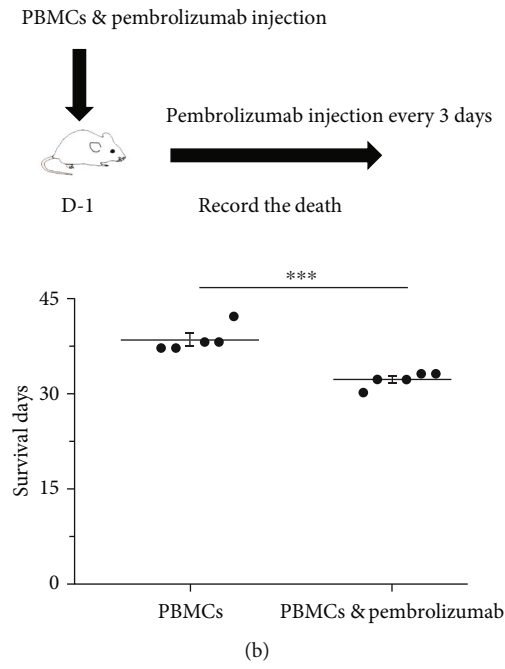 PBMCs & pembrolizumab injection
Pembrolizumab injection every 3 days
D-1
Record the death
***
45
30
15
0
Survival days
PBMCs
PBMCs & pembrolizumab
(b)